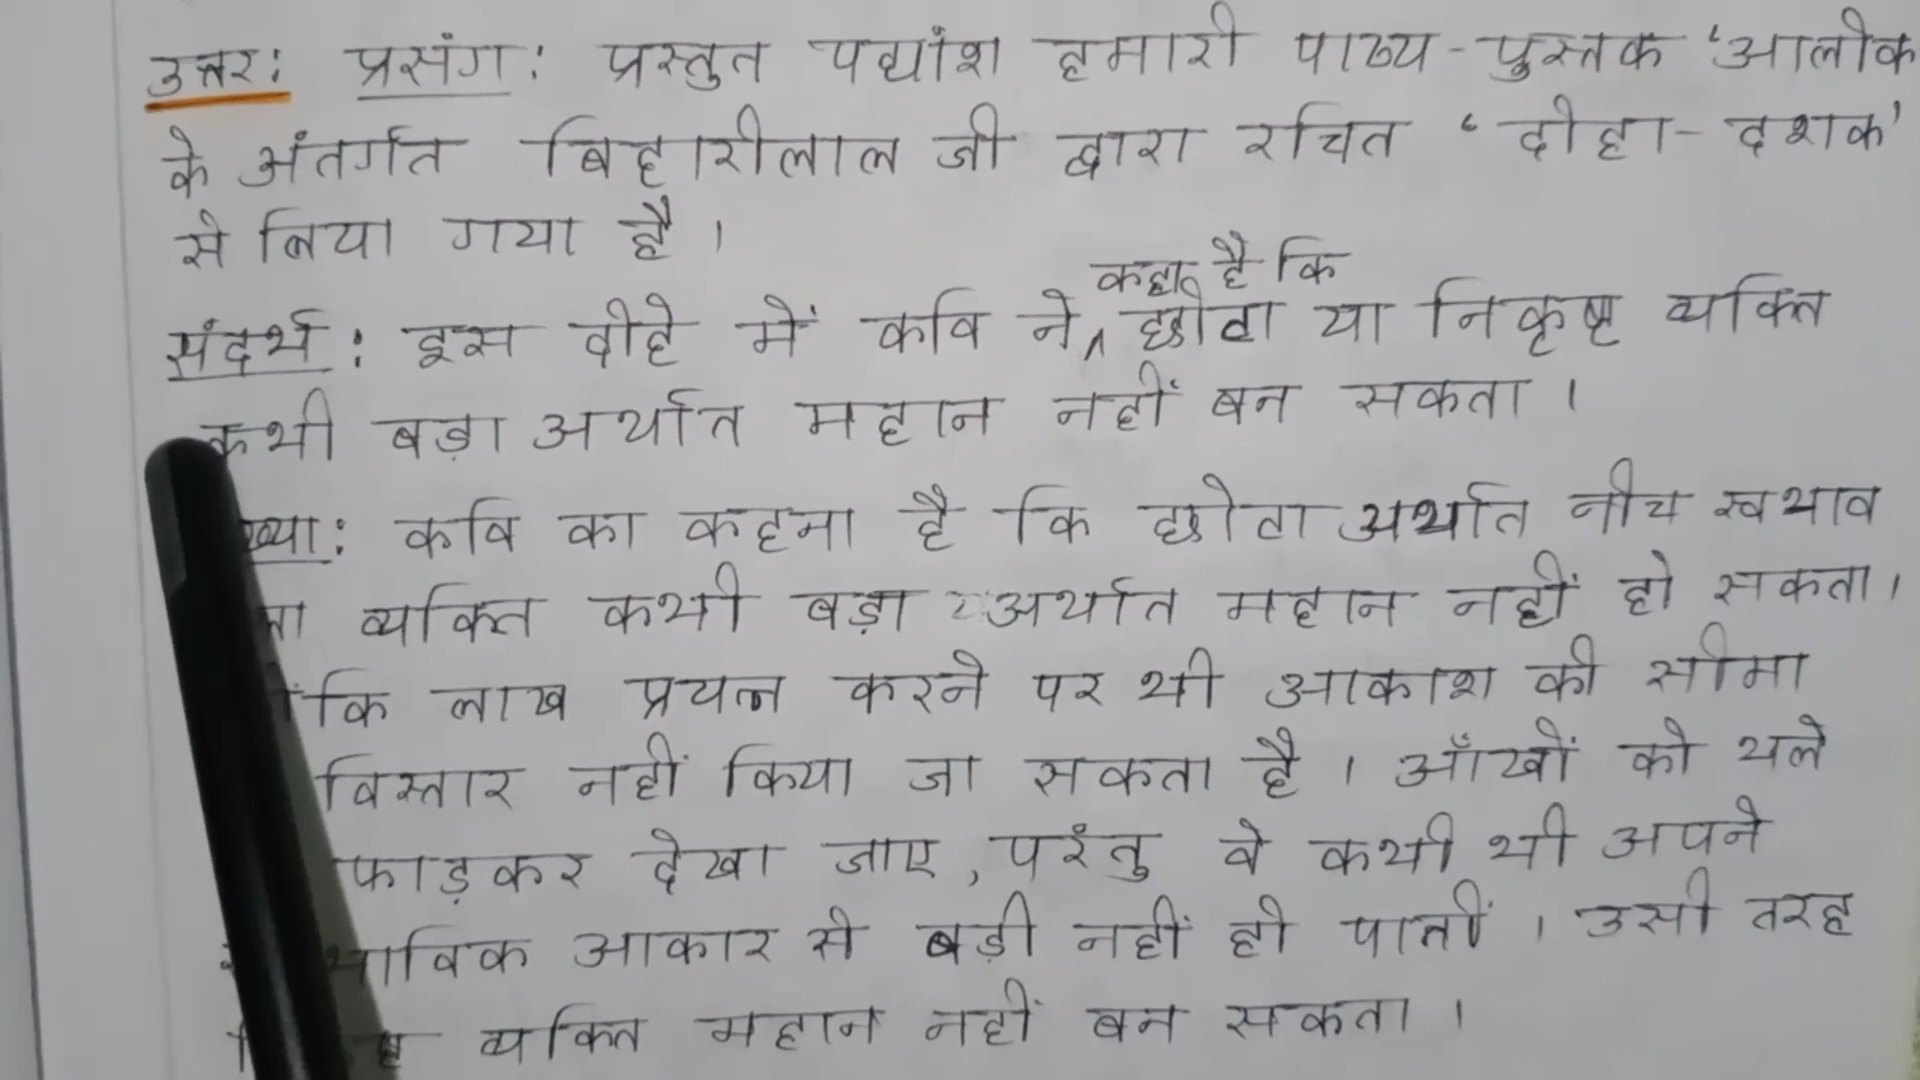 उत्तर: प्रसंग: प्रस्तुत पद्यांश हमारी पाठ्य-पुस्तक 'आलोक
के अंतर्गत बिहारीलाल जी द्वारा रचित 'दोहा-दशक'
से लिया गया है।
कहा है कि
संदर्भ: इस दोहे में कवि ने ^ छोटा या निकृष्ट व्यक्ति
कभी बड़ा अर्थात महान नहीं बन सकता।
ख्या: कवि का कहना है कि छोटा अर्थात नीच स्वभाव
व्यक्ति कभी बड़ा अर्थात महान नहीं हो सकता।
कि लाख प्रयत्न करने पर भी आकाश की सीमा
विस्तार नहीं किया जा सकता है। आँखों को भले
फाड़कर देखा जाए, परंतु वे कभी भी अपने
भाविक आकार से बड़ी नहीं हो पातीं। उसी तरह
व्यक्ति महान नहीं बन सकता।